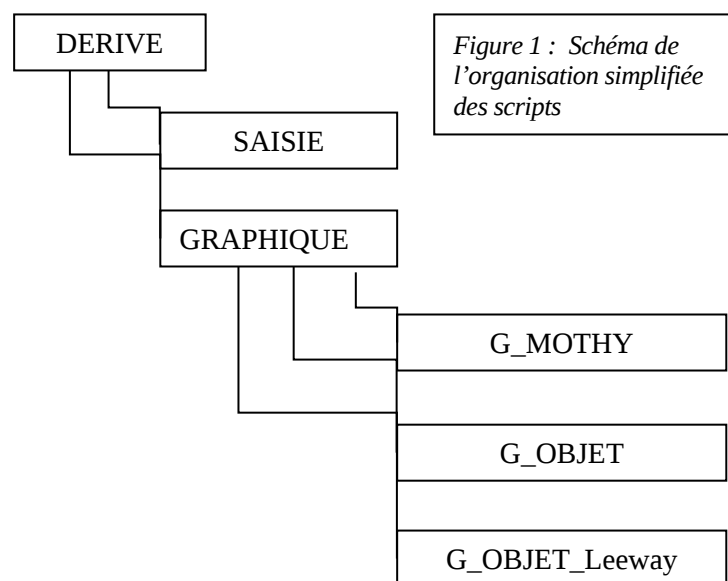 DERIVE
Figure 1 : Schéma de
l’organisation simplifiée
des scripts
SAISIE
GRAPHIQUE
G_MOTHY
G_OBJET
G_OBJET_Leeway